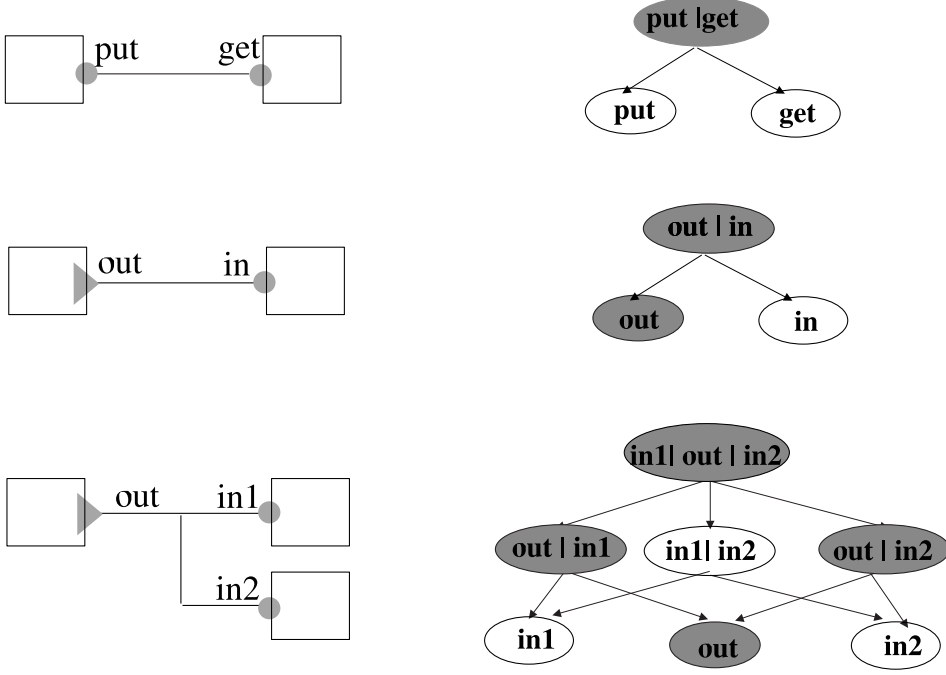 put get
put |get
put get
out in
out | in
out in
out in1
in2
in1| out | in2
out | in1 in1| in2 out | in2
in1 out in2